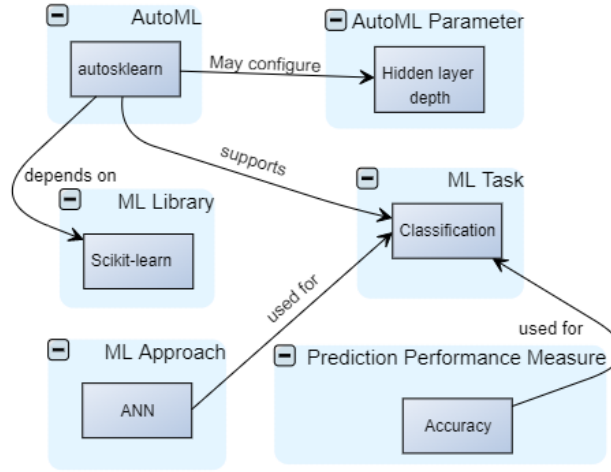 AutoML
AutoML Parameter
autosklearn
May configure
Hidden layer
depth
supports
depends on
ML Library
ML Task
Scikit-learn
Classification
used for
used for
ML Approach
Prediction Performance Measure
ANN
Accuracy